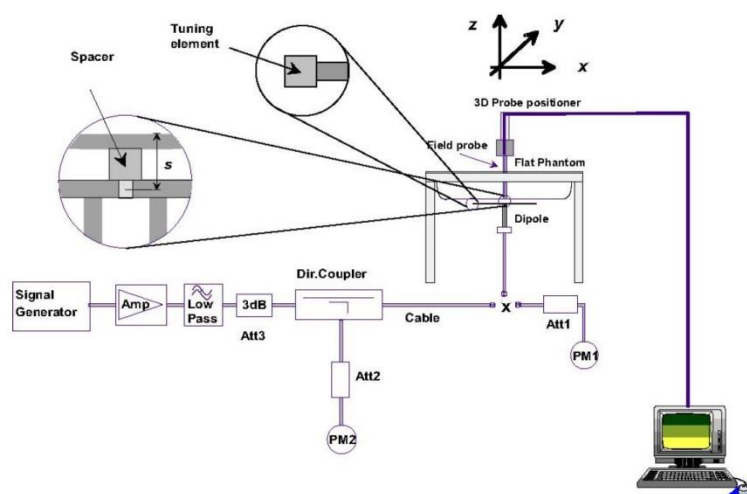 Tuning
element
Spacer
s
z
y
x
3D Probe positioner
Field probe
Flat Phantom
Dipole
Signal
Generator
Amp
Low
Pass
3dB
Att3
Dir.Coupler
Cable
x
Att1
PM1
Att2
PM2